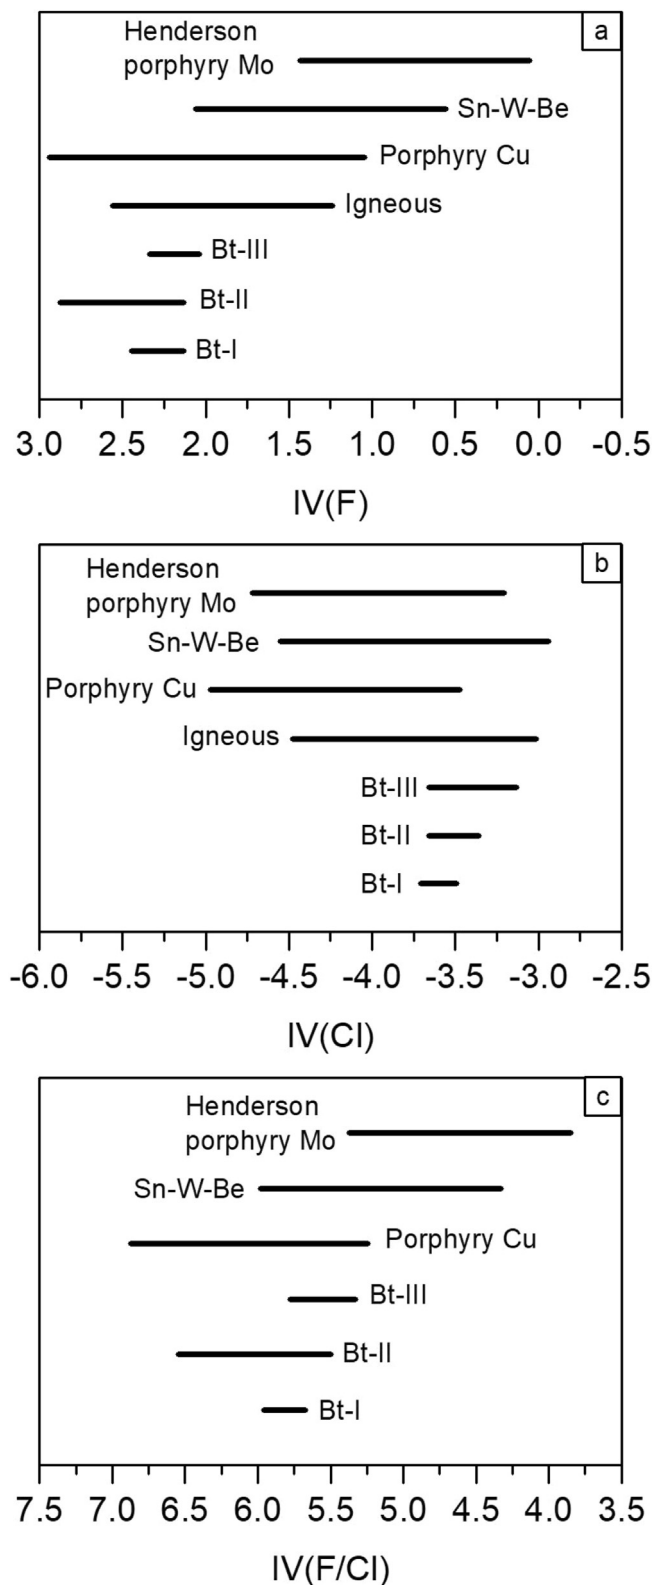 a
Henderson
porphyry Mo
Sn-W-Be
Porphyry Cu
Igneous
Bt-III
Bt-II
Bt-I
3.0 2.5 2.0 1.5 1.0 0.5 0.0 -0.5
IV(F)
b
Henderson
porphyry Mo
Sn-W-Be
Porphyry Cu
Igneous
Bt-III
Bt-II
Bt-I
-6.0 -5.5 -5.0 -4.5 -4.0 -3.5 -3.0 -2.5
IV(Cl)
c
Henderson
porphyry Mo
Sn-W-Be
Porphyry Cu
Bt-III
Bt-II
Bt-I
7.5 7.0 6.5 6.0 5.5 5.0 4.5 4.0 3.5
IV(F/Cl)